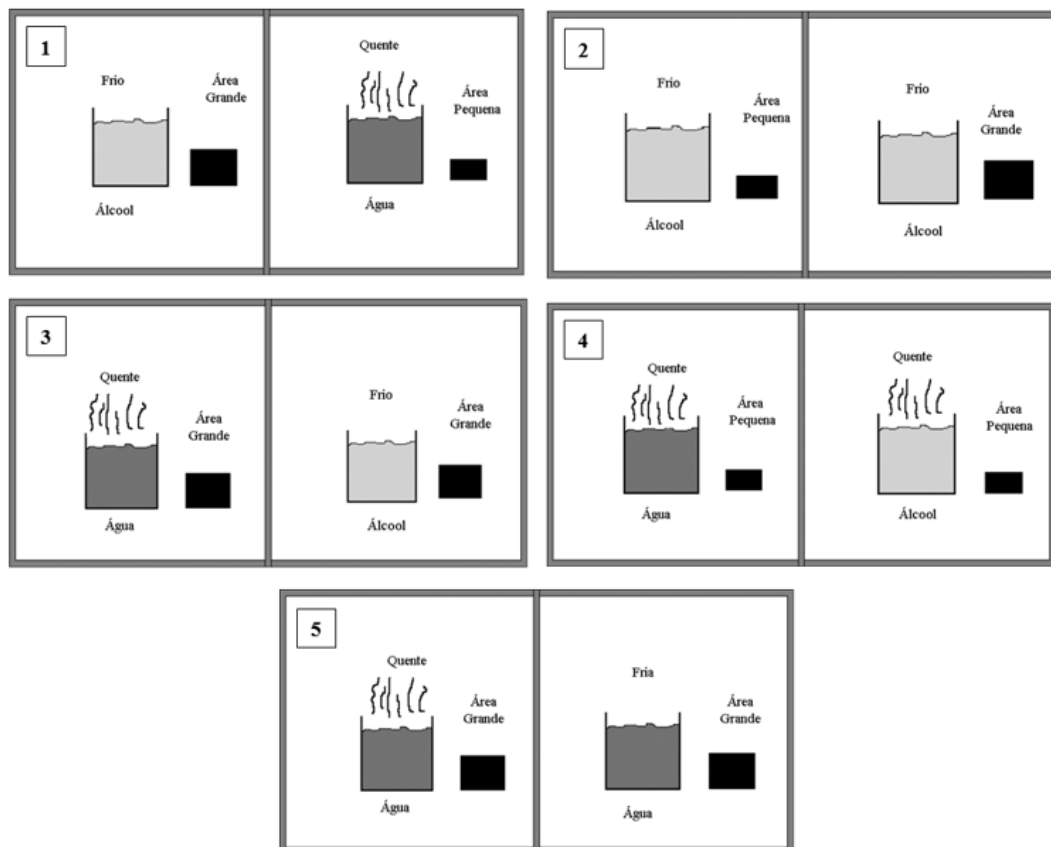 1
Frio
Área
Grande
Álcool
Quente
Área
Pequena
Água
2
Frio
Área
Pequena
Álcool
Frio
Área
Grande
Álcool
3
Quente
Área
Grande
Água
Frio
Área
Grande
Álcool
4
Quente
Área
Pequena
Água
Quente
Área
Pequena
Álcool
5
Quente
Área
Grande
Água
Fria
Área
Grande
Água